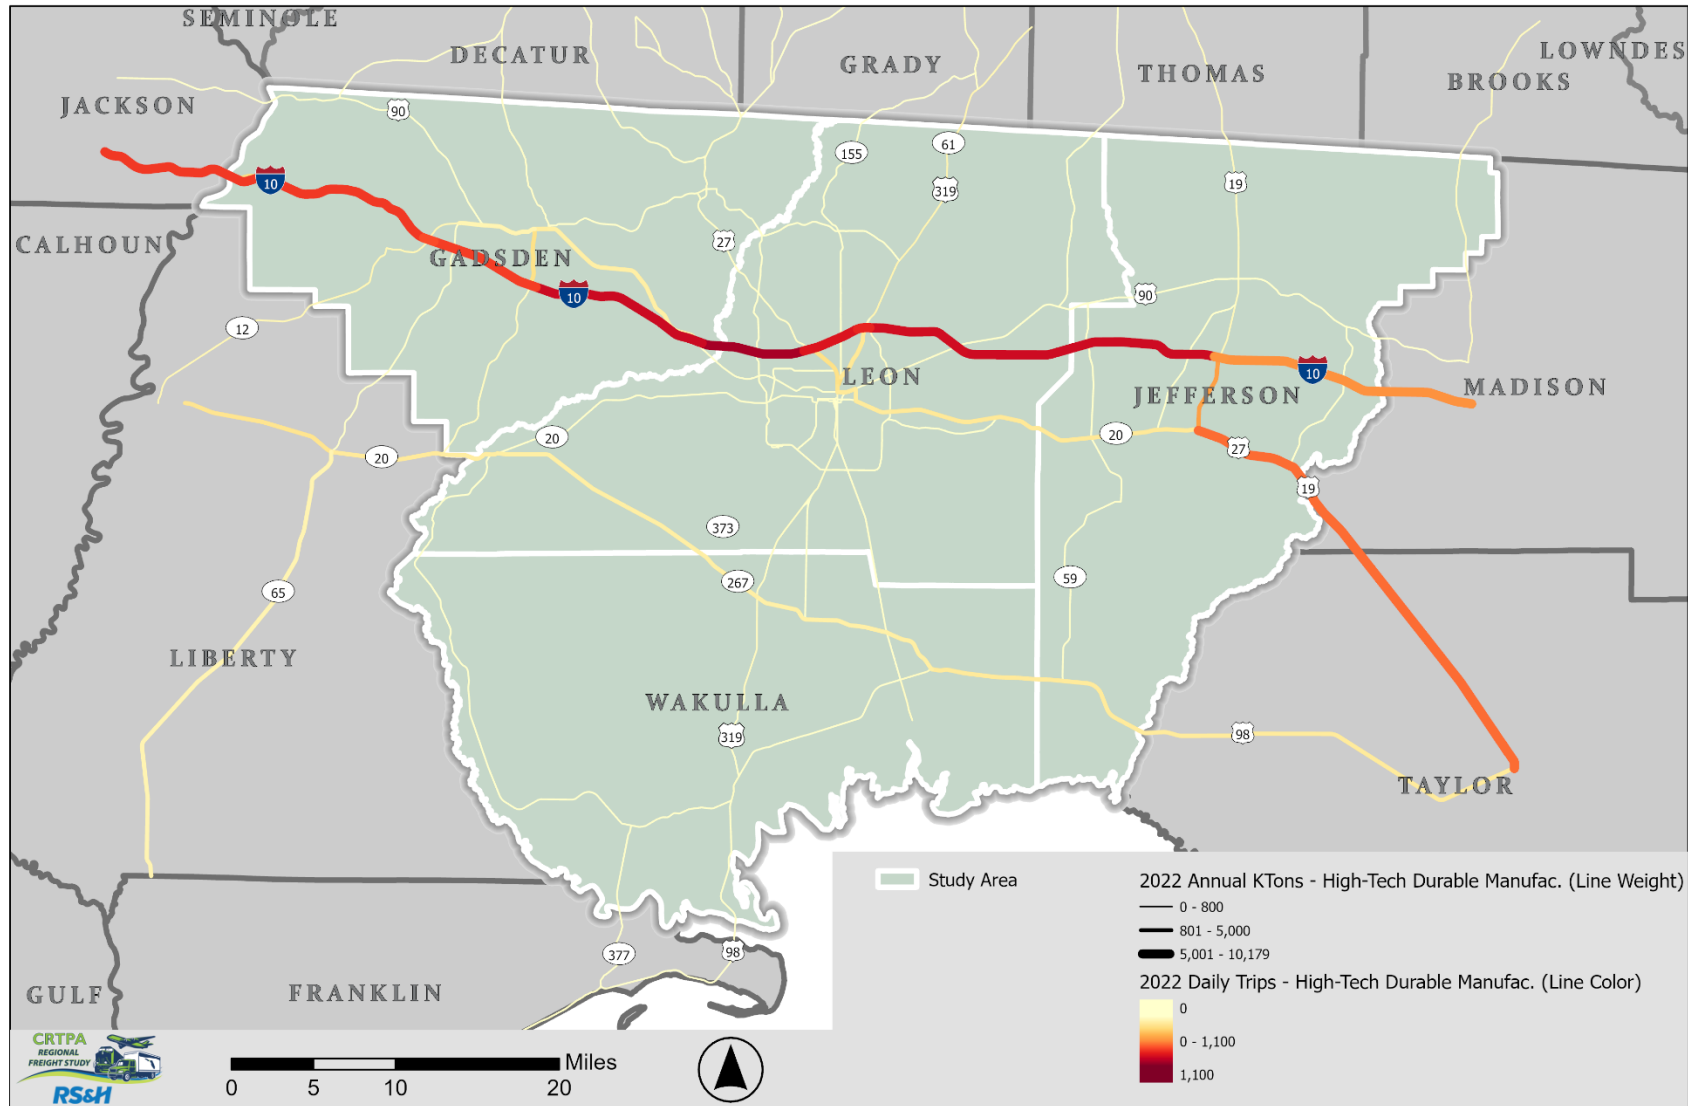 SEMINOLE
DECATUR
GRADY
THOMAS
LOWNDES
BROOKS
JACKSON
90
155
61
319
19
10
CALHOUN
GADSDEN
27
90
10
12
LEON
10
JEFFERSON
MADISON
20
20
20
27
19
373
267
59
65
LIBERTY
WAKULLA
319
98
TAYLOR
377
98
GULF
FRANKLIN
Study Area
2022 Annual KTons - High-Tech Durable Manufac. (Line Weight)
0 - 800
801 - 5,000
5,001 - 10,179
2022 Daily Trips - High-Tech Durable Manufac. (Line Color)
0
0 - 1,100
1,100
CRTPA
REGIONAL
FREIGHT STUDY
RS&H
Miles
0 5 10 20